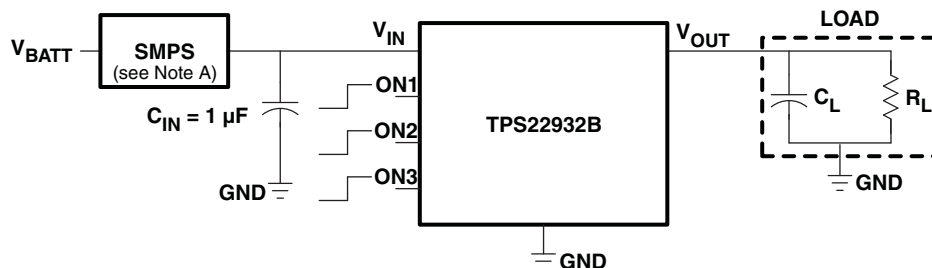 LOAD
V_BATT
SMPS
(see Note A)
V_IN
V_OUT
ON1
C_IN = 1 µF
ON2
ON3
TPS22932B
C_L
R_L
GND
GND
GND